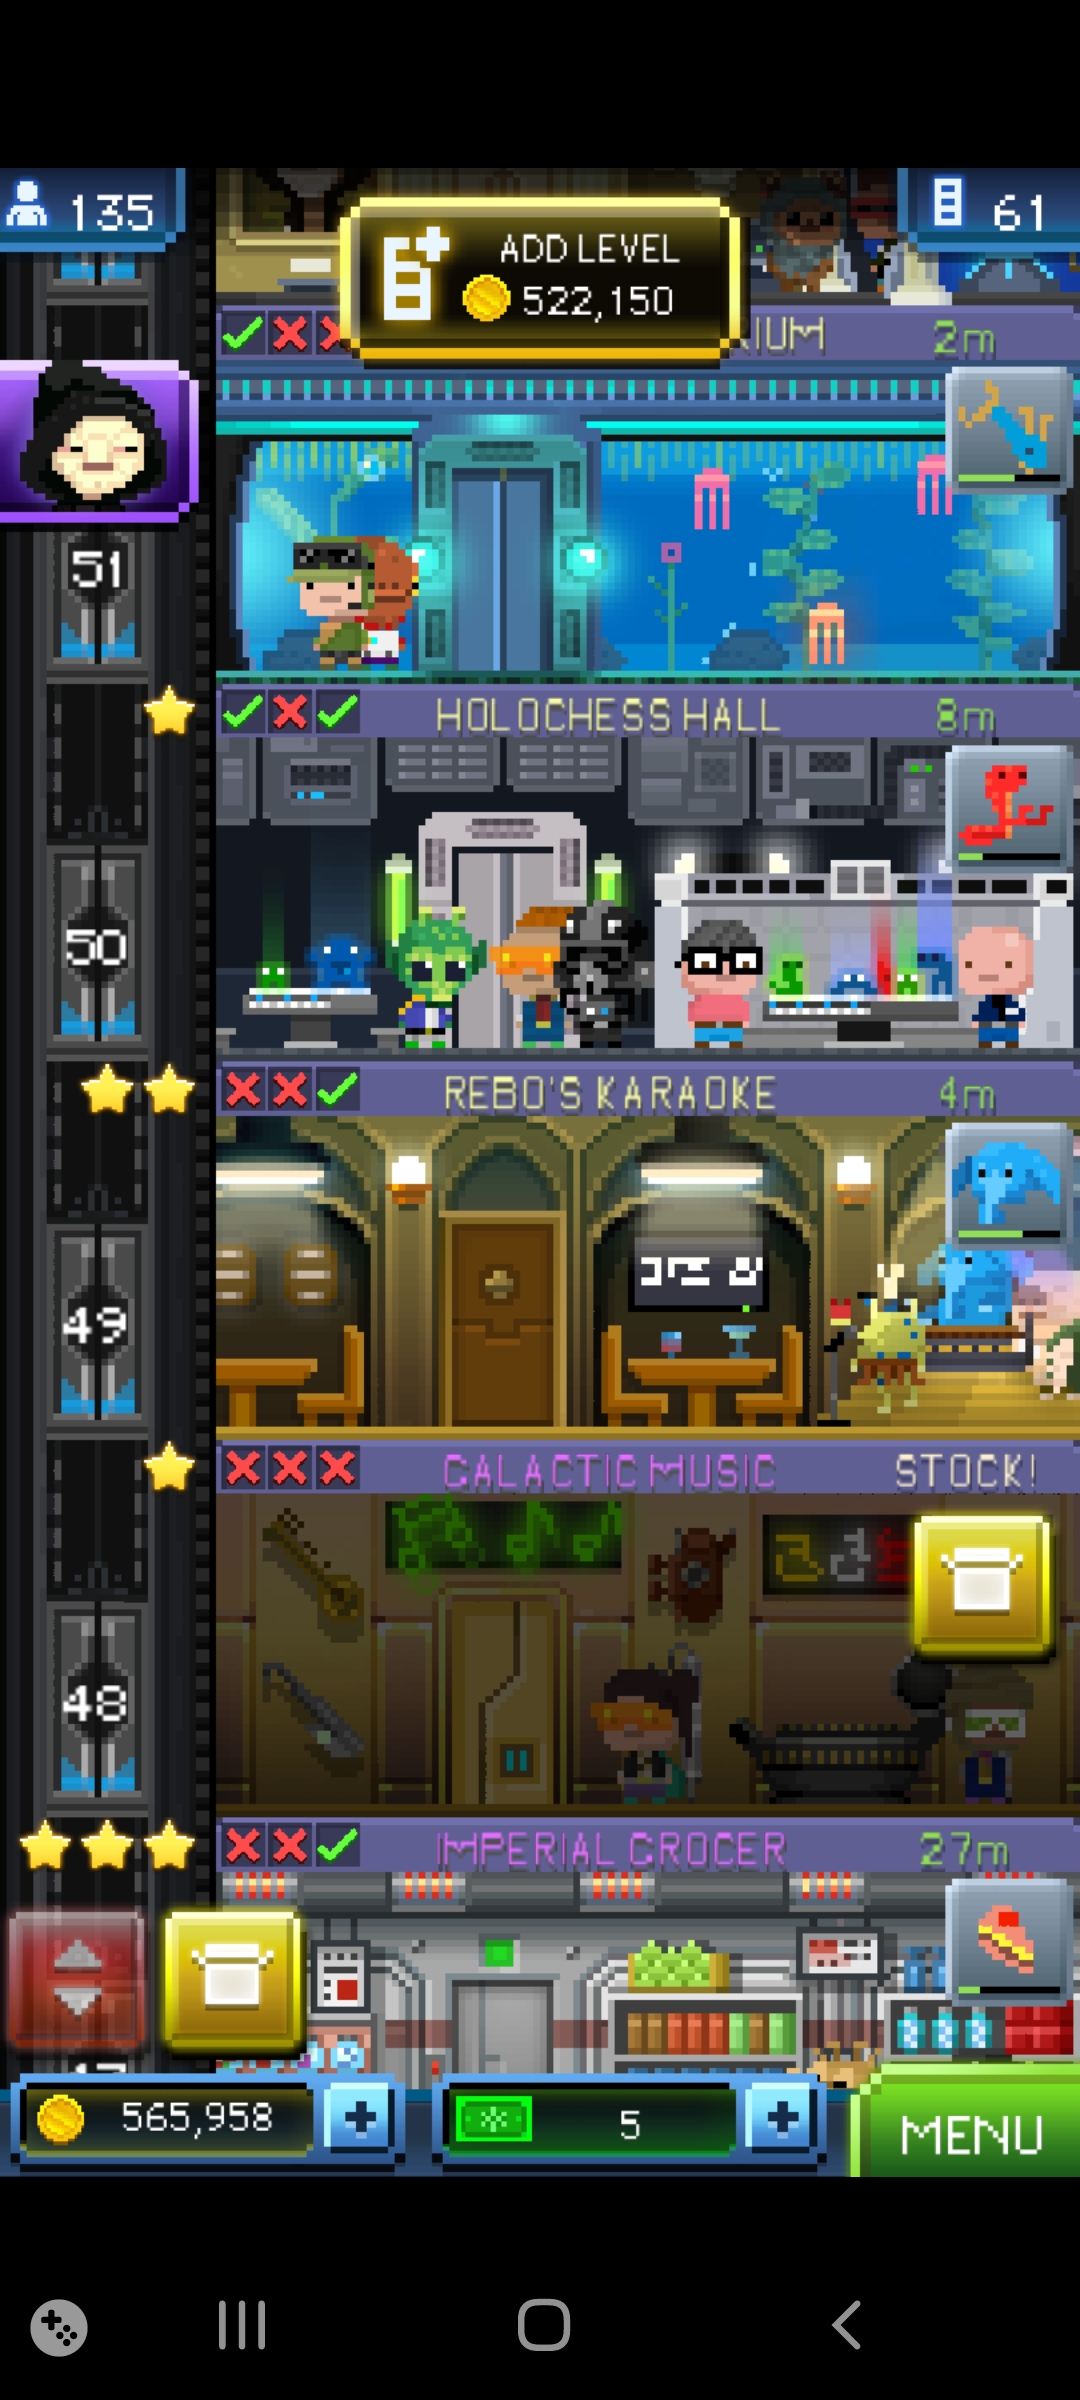 135
ADD LEVEL
522,150
61
RIUM 2m
51
HOLOCHESS HALL 8m
50
REBO'S KARAOKE 4m
49
GALACTIC MUSIC STOCK!
48
IMPERIAL GROCER 27m
565,958
5
MENU